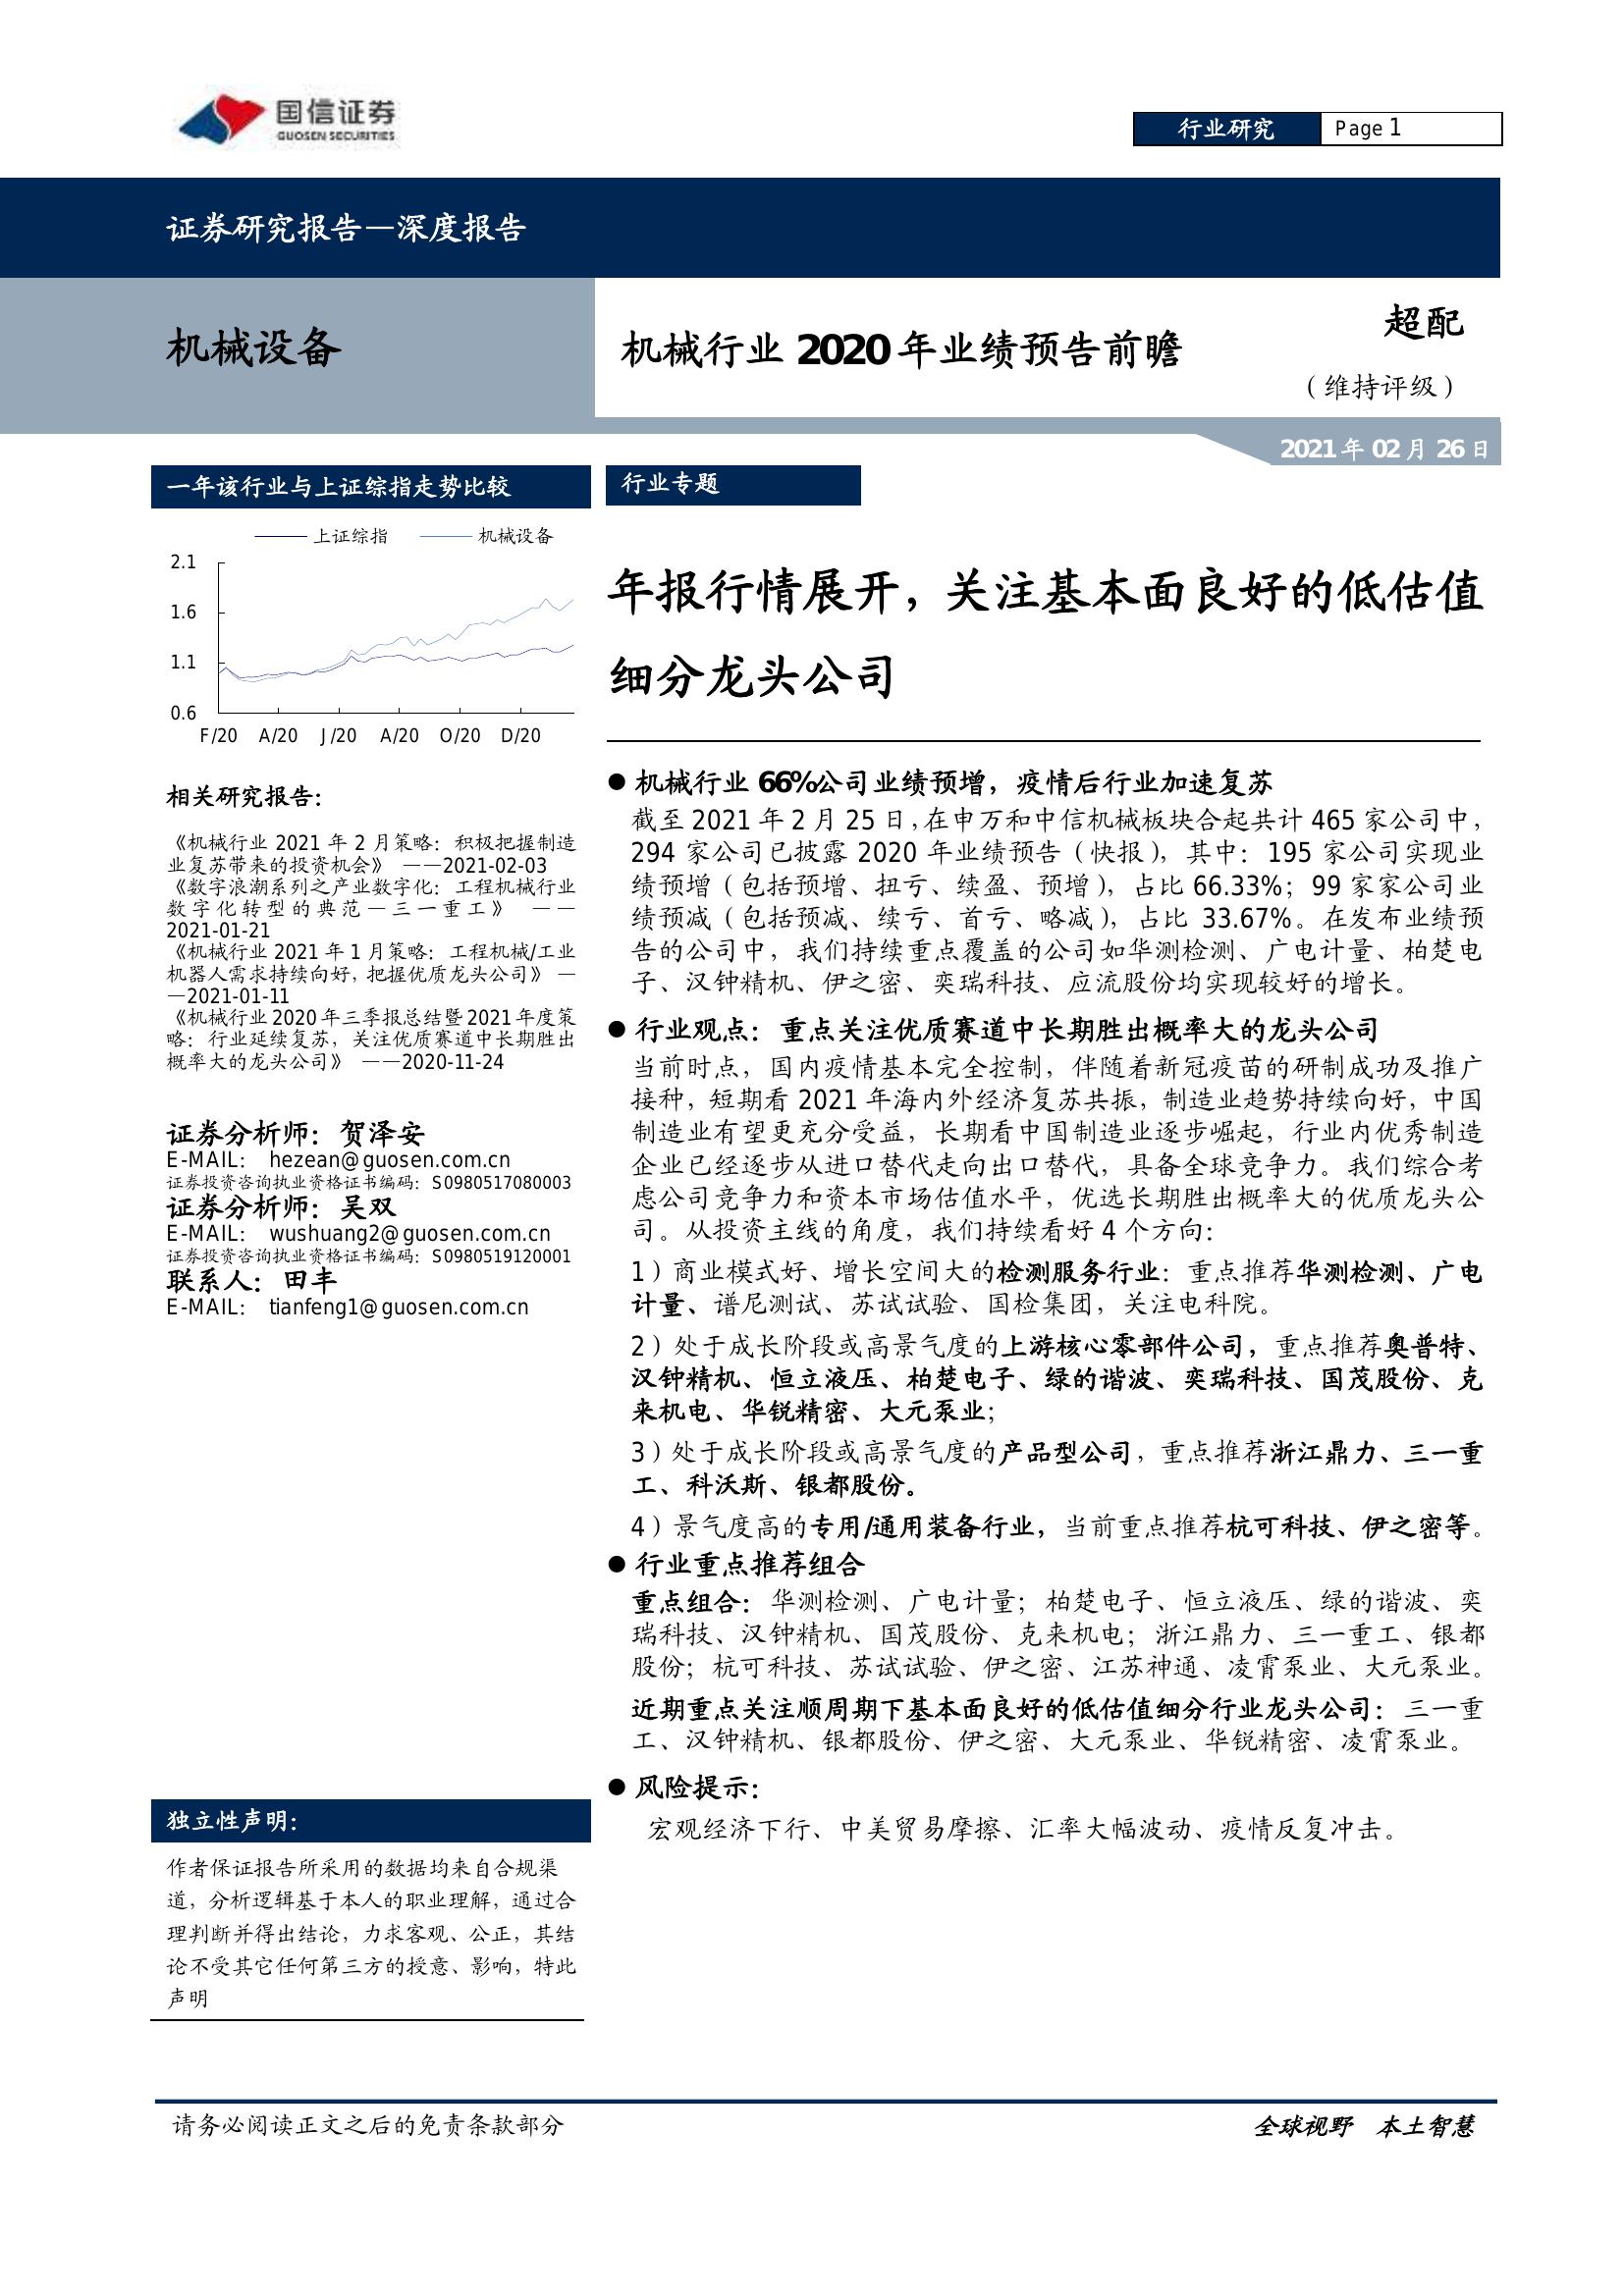 国信证券
GUOSEN SECURITIES
行业研究
Page 1
证券研究报告—深度报告
机械设备
机械行业 2020 年业绩预告前瞻
超配
（维持评级）
2021 年 02 月 26 日
一年该行业与上证综指走势比较
上证综指 机械设备
2.1
1.6
1.1
0.6
F/20 A/20 J/20 A/20 O/20 D/20
相关研究报告：
《机械行业 2021 年 2 月策略：积极把握制造
业复苏带来的投资机会》 ——2021-02-03
《数字浪潮系列之产业数字化：工程机械行业
数字化转型的典范－三一重工》 ——
2021-01-21
《机械行业 2021 年 1 月策略：工程机械/工业
机器人需求持续向好，把握优质龙头公司》 —
—2021-01-11
《机械行业 2020 年三季报总结暨 2021 年度策
略：行业延续复苏，关注优质赛道中长期胜出
概率大的龙头公司》 ——2020-11-24
证券分析师：贺泽安
E-MAIL： hezean@guosen.com.cn
证券投资咨询执业资格证书编码：S0980517080003
证券分析师：吴双
E-MAIL： wushuang2@guosen.com.cn
证券投资咨询执业资格证书编码：S0980519120001
联系人：田丰
E-MAIL： tianfeng1@guosen.com.cn
独立性声明：
作者保证报告所采用的数据均来自合规渠
道，分析逻辑基于本人的职业理解，通过合
理判断并得出结论，力求客观、公正，其结
论不受其它任何第三方的授意、影响，特此
声明
行业专题
年报行情展开，关注基本面良好的低估值
细分龙头公司
● 机械行业 66%公司业绩预增，疫情后行业加速复苏
截至 2021 年 2 月 25 日，在申万和中信机械板块合起共计 465 家公司中，
294 家公司已披露 2020 年业绩预告（快报），其中：195 家公司实现业
绩预增（包括预增、扭亏、续盈、预增），占比 66.33%；99 家家公司业
绩预减（包括预减、续亏、首亏、略减），占比 33.67%。在发布业绩预
告的公司中，我们持续重点覆盖的公司如华测检测、广电计量、柏楚电
子、汉钟精机、伊之密、奕瑞科技、应流股份均实现较好的增长。
● 行业观点：重点关注优质赛道中长期胜出概率大的龙头公司
当前时点，国内疫情基本完全控制，伴随着新冠疫苗的研制成功及推广
接种，短期看 2021 年海内外经济复苏共振，制造业趋势持续向好，中国
制造业有望更充分受益，长期看中国制造业逐步崛起，行业内优秀制造
企业已经逐步从进口替代走向出口替代，具备全球竞争力。我们综合考
虑公司竞争力和资本市场估值水平，优选长期胜出概率大的优质龙头公
司。从投资主线的角度，我们持续看好 4 个方向：
1）商业模式好、增长空间大的检测服务行业：重点推荐华测检测、广电
计量、谱尼测试、苏试试验、国检集团，关注电科院。
2）处于成长阶段或高景气度的上游核心零部件公司，重点推荐奥普特、
汉钟精机、恒立液压、柏楚电子、绿的谐波、奕瑞科技、国茂股份、克
来机电、华锐精密、大元泵业；
3）处于成长阶段或高景气度的产品型公司，重点推荐浙江鼎力、三一重
工、科沃斯、银都股份。
4）景气度高的专用/通用装备行业，当前重点推荐杭可科技、伊之密等。
● 行业重点推荐组合
重点组合：华测检测、广电计量；柏楚电子、恒立液压、绿的谐波、奕
瑞科技、汉钟精机、国茂股份、克来机电；浙江鼎力、三一重工、银都
股份；杭可科技、苏试试验、伊之密、江苏神通、凌霄泵业、大元泵业。
近期重点关注顺周期下基本面良好的低估值细分行业龙头公司：三一重
工、汉钟精机、银都股份、伊之密、大元泵业、华锐精密、凌霄泵业。
● 风险提示：
宏观经济下行、中美贸易摩擦、汇率大幅波动、疫情反复冲击。
请务必阅读正文之后的免责条款部分
全球视野 本土智慧